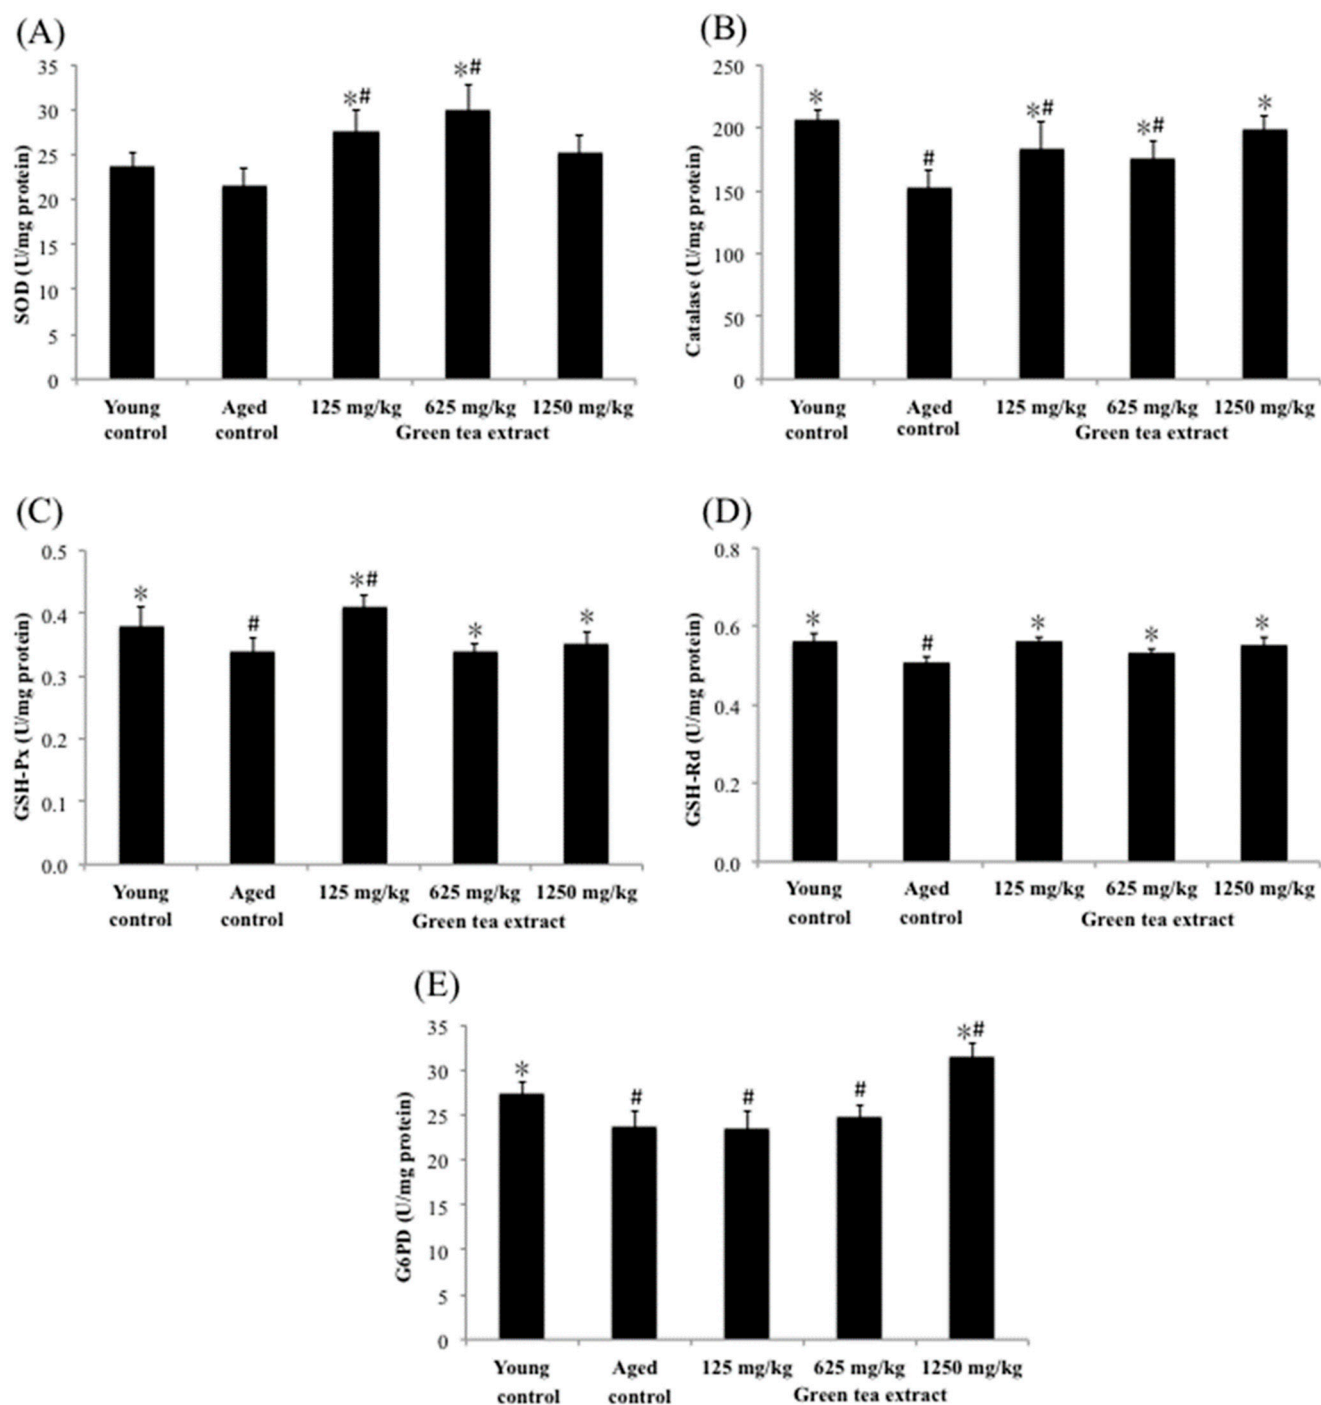 (A)
SOD (U/mg protein)
35
30
25
20
15
10
5
0
*#
*#
Young control
Aged control
125 mg/kg
625 mg/kg
1250 mg/kg
Green tea extract
(B)
Catalase (U/mg protein)
250
200
150
100
50
0
*
#
*#
*#
*
Young control
Aged control
125 mg/kg
625 mg/kg
1250 mg/kg
Green tea extract
(C)
GSH-Px (U/mg protein)
0.5
0.4
0.3
0.2
0.1
0.0
*
#
*#
*
*
Young control
Aged control
125 mg/kg
625 mg/kg
1250 mg/kg
Green tea extract
(D)
GSH-Rd (U/mg protein)
0.8
0.6
0.4
0.2
0.0
*
#
*
*
*
Young control
Aged control
125 mg/kg
625 mg/kg
1250 mg/kg
Green tea extract
(E)
G6PD (U/mg protein)
35
30
25
20
15
10
5
0
*
#
#
#
*#
Young control
Aged control
125 mg/kg
625 mg/kg
1250 mg/kg
Green tea extract